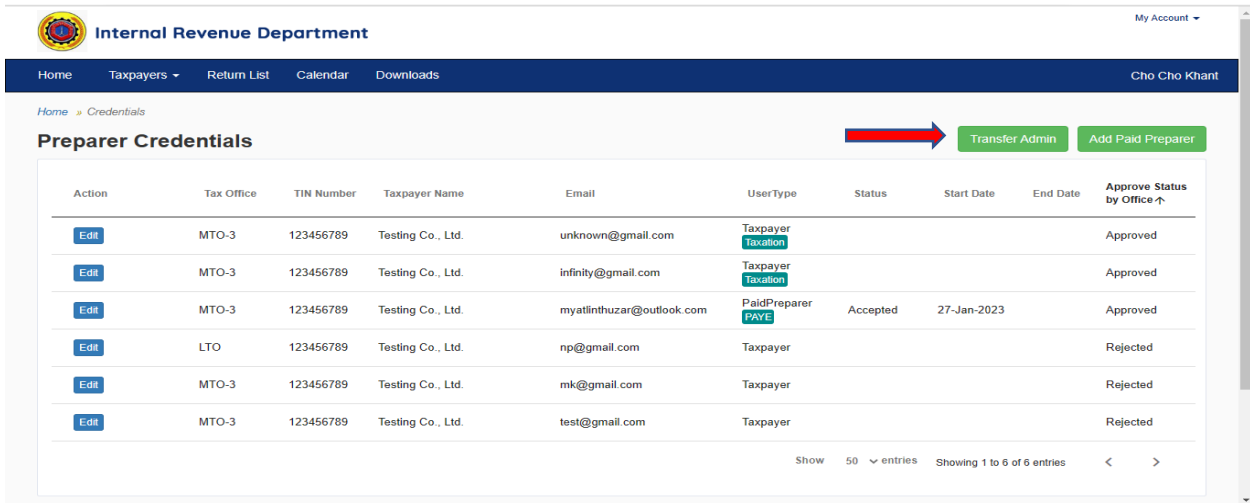 My Account
Internal Revenue Department
Home Taxpayers Return List Calendar Downloads Cho Cho Khant
Home » Credentials
Preparer Credentials Transfer Admin Add Paid Preparer
Action Tax Office TIN Number Taxpayer Name Email UserType Status Start Date End Date Approve Status
by Office
Edit MTO-3 123456789 Testing Co., Ltd. unknown@gmail.com Taxpayer Approved
Taxation
Edit MTO-3 123456789 Testing Co., Ltd. infinity@gmail.com Taxpayer Approved
Taxation
Edit MTO-3 123456789 Testing Co., Ltd. myatlinthuzar@outlook.com PaidPreparer Accepted 27-Jan-2023 Approved
PAYE
Edit LTO 123456789 Testing Co., Ltd. np@gmail.com Taxpayer Rejected
Edit MTO-3 123456789 Testing Co., Ltd. mk@gmail.com Taxpayer Rejected
Edit MTO-3 123456789 Testing Co., Ltd. test@gmail.com Taxpayer Rejected
Show 50 entries Showing 1 to 6 of 6 entries < >